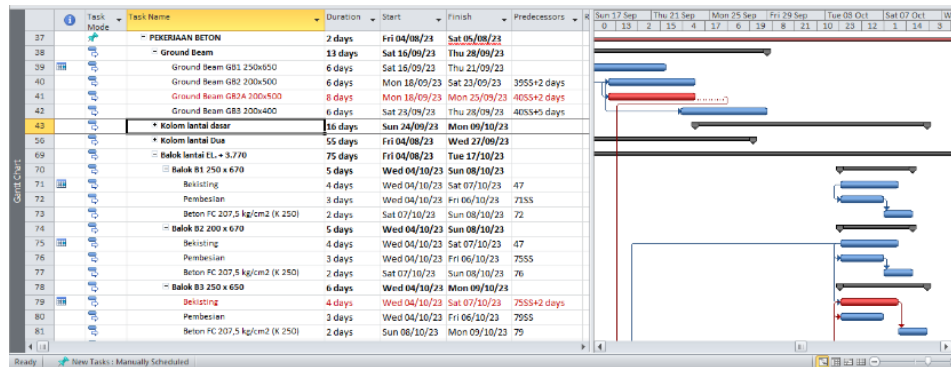 Task Mode Task Name Duration Start Finish Predecessors R Sun 17 Sep Thu 21 Sep Mon 25 Sep Fri 29 Sep Tue 03 Oct Sat 07 Oct W
0 13 2 15 4 17 6 19 8 21 10 23 12 1 14 3
37 PEKERJAAN BETON 2 days Fri 04/08/23 Sat 05/08/23
38 Ground Beam 13 days Sat 16/09/23 Thu 28/09/23
39 Ground Beam GB1 250x650 6 days Sat 16/09/23 Thu 21/09/23
40 Ground Beam GB2 200x500 6 days Mon 18/09/23 Sat 23/09/23 39SS+2 days
41 Ground Beam GB2A 200x500 8 days Mon 18/09/23 Mon 25/09/23 40SS+2 days
42 Ground Beam GB3 200x400 6 days Sat 23/09/23 Thu 28/09/23 40SS+5 days
43 Kolom lantai dasar 16 days Sun 24/09/23 Mon 09/10/23
56 Kolom lantai Dua 55 days Fri 04/08/23 Wed 27/09/23
69 Balok lantai EL. + 3.770 75 days Fri 04/08/23 Tue 17/10/23
70 Balok B1 250 x 670 5 days Wed 04/10/23 Sun 08/10/23
71 Bekisting 4 days Wed 04/10/23 Sat 07/10/23 47
72 Pembesian 3 days Wed 04/10/23 Fri 06/10/23 71SS
73 Beton FC 207,5 kg/cm2 (K 250) 2 days Sat 07/10/23 Sun 08/10/23 72
74 Balok B2 200 x 670 5 days Wed 04/10/23 Sun 08/10/23
75 Bekisting 4 days Wed 04/10/23 Sat 07/10/23 47
76 Pembesian 3 days Wed 04/10/23 Fri 06/10/23 75SS
77 Beton FC 207,5 kg/cm2 (K 250) 2 days Sat 07/10/23 Sun 08/10/23 76
78 Balok B3 250 x 650 6 days Wed 04/10/23 Mon 09/10/23
79 Bekisting 4 days Wed 04/10/23 Sat 07/10/23 75SS+2 days
80 Pembesian 3 days Wed 04/10/23 Fri 06/10/23 79SS
81 Beton FC 207,5 kg/cm2 (K 250) 2 days Sun 08/10/23 Mon 09/10/23 79
Gantt Chart
Ready New Tasks : Manually Scheduled